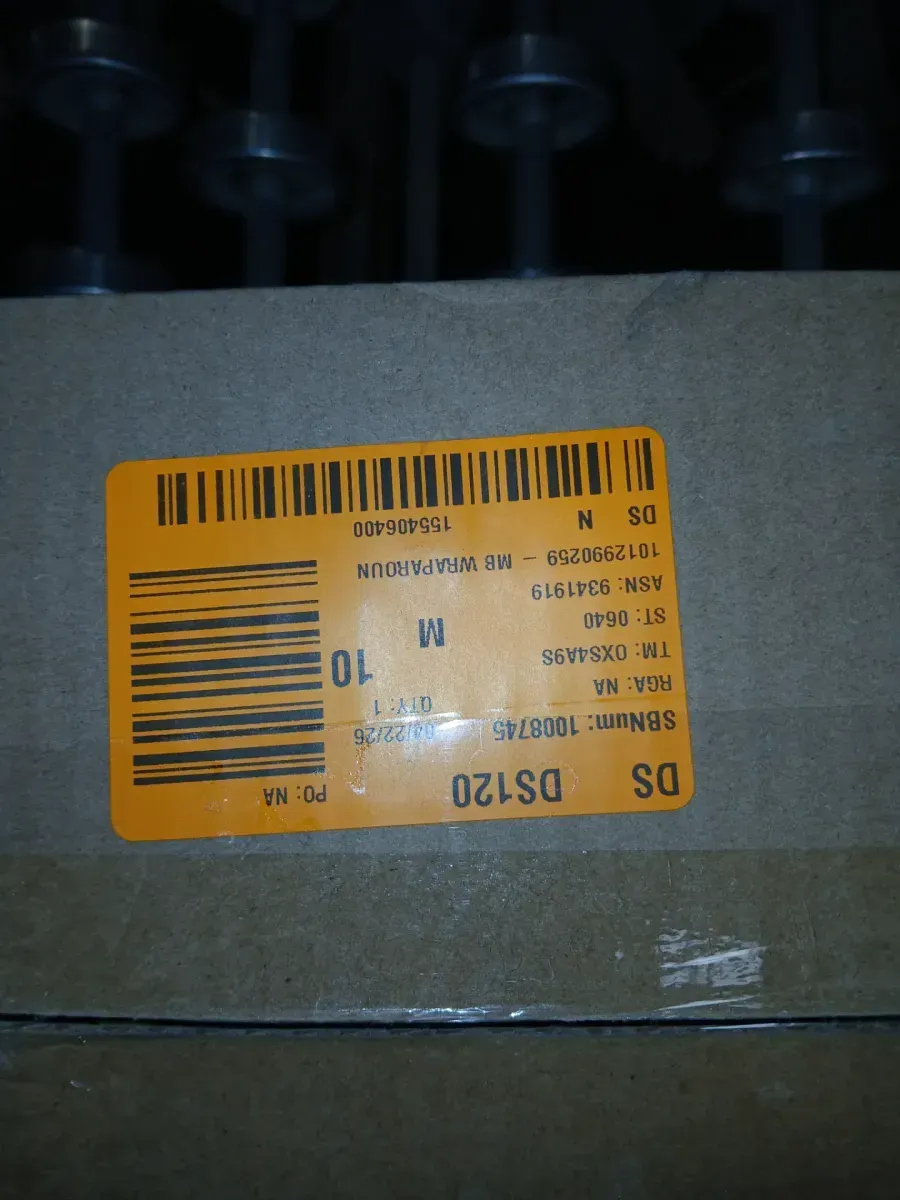 DS DS120 PO: NA
SBNum: 1008745 04/22/26
RGA: NA QTY: 1
TM: OXS4A9S 10
ST: 0640 M
ASN: 9341919
1012990259 - MB WRAPAROUN
DS N 155406400